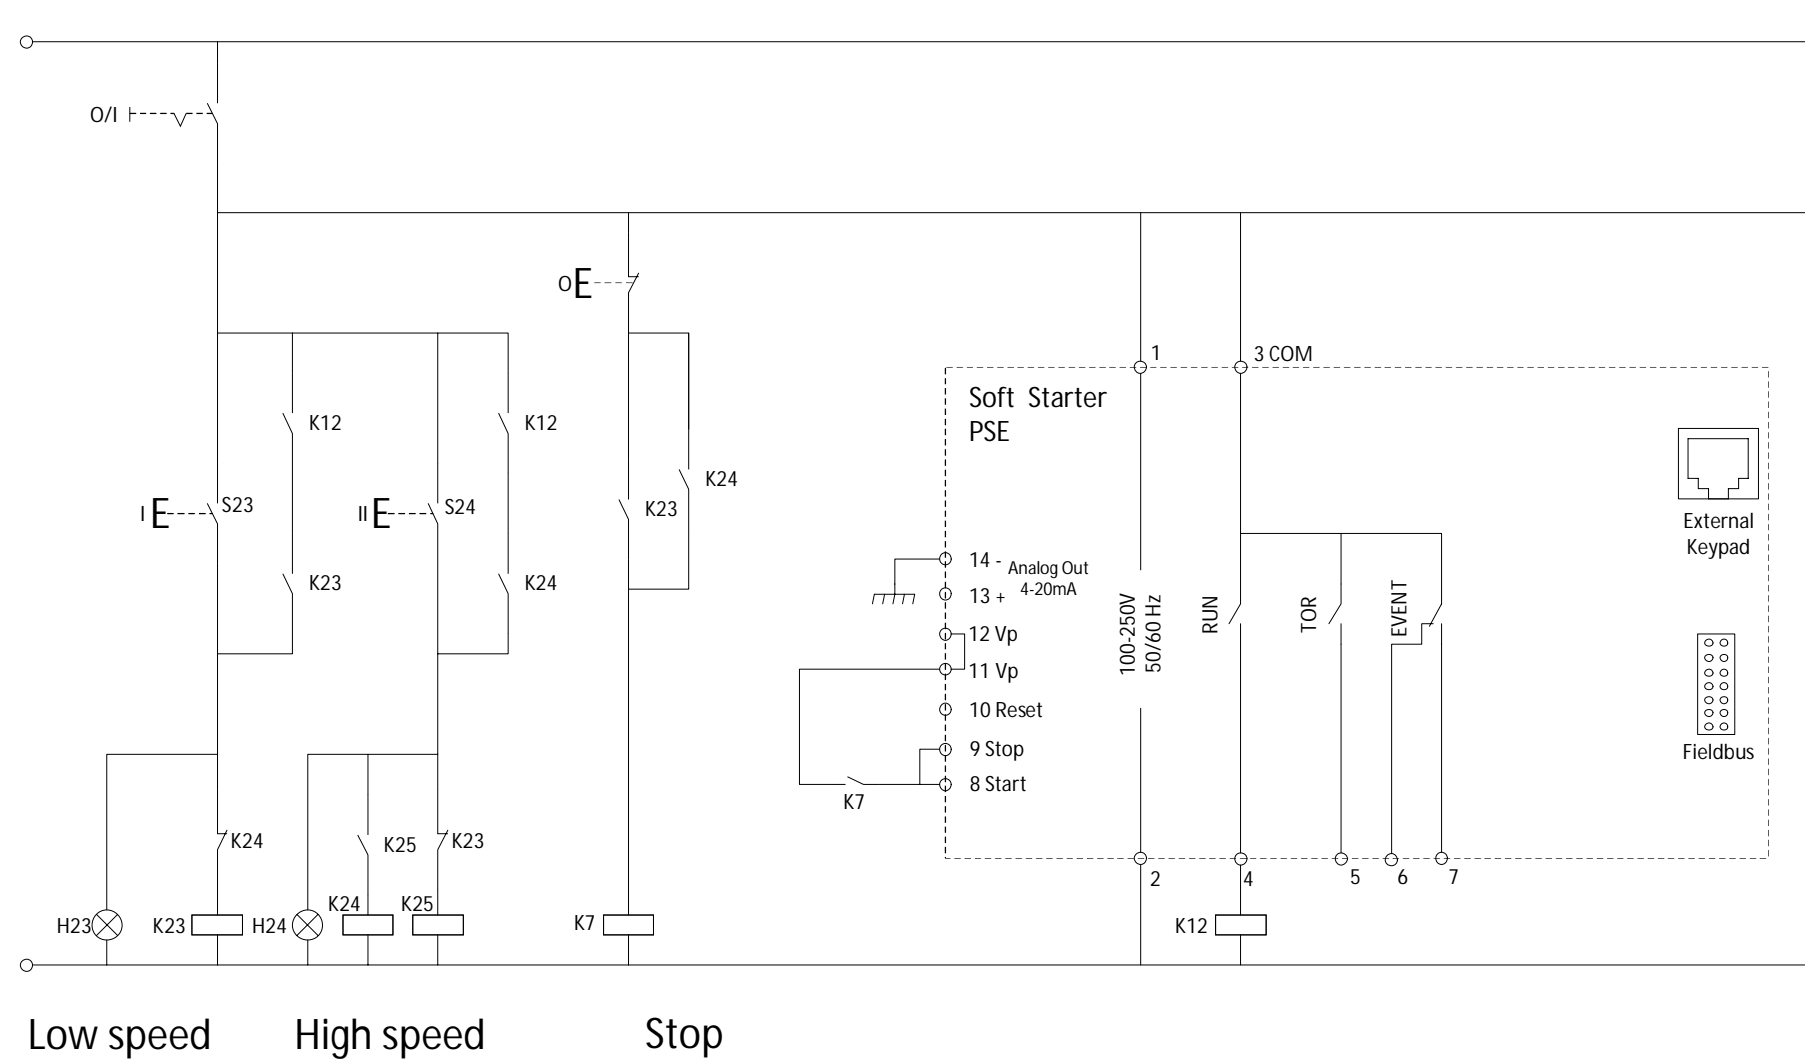 O/I
O E
1
3 COM
Soft Starter
PSE
K12
K12
K24
I E
S23
II E
S24
K23
External
Keypad
14 -
Analog Out
4-20mA
13 +
K23
K24
100-250V
50/60 Hz
RUN
TOR
EVENT
12 Vp
11 Vp
10 Reset
9 Stop
8 Start
Fieldbus
K7
K24
K25
K23
2
4
5
6
7
H23
K23
H24
K24
K25
K7
K12
Low speed
High speed
Stop